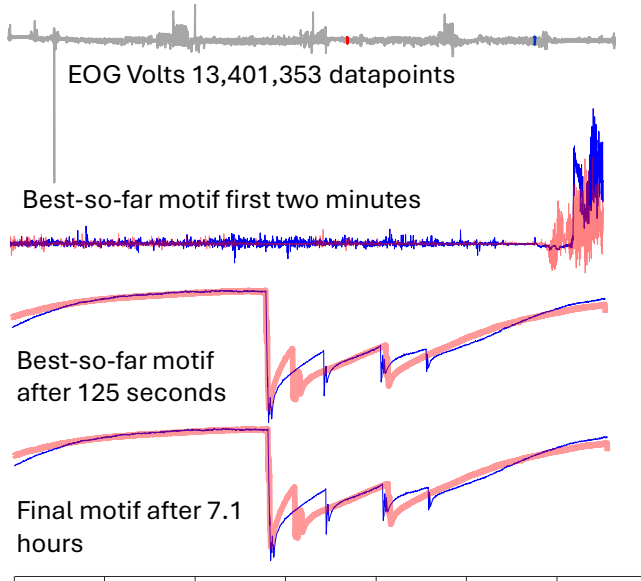 EOG Volts 13,401,353 datapoints
Best-so-far motif first two minutes
Best-so-far motif
after 125 seconds
Final motif after 7.1
hours